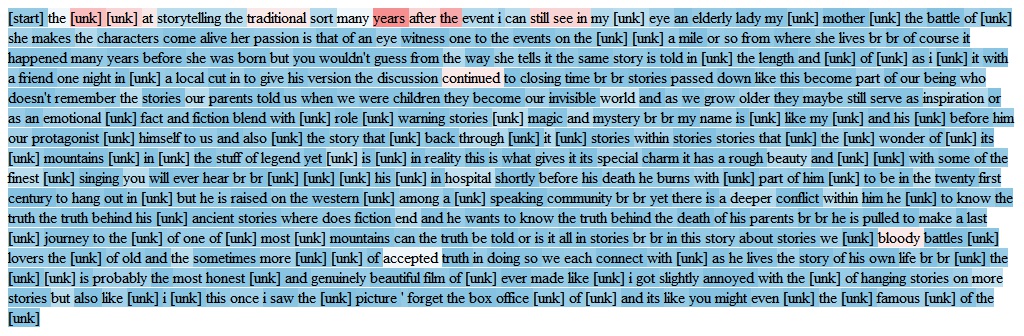 [start] the [unk] [unk] at storytelling the traditional sort many years after the event i can still see in my [unk] eye an elderly lady my [unk] mother [unk] the battle of [unk]
she makes the characters come alive her passion is that of an eye witness one to the events on the [unk] [unk] a mile or so from where she lives br br of course it
happened many years before she was born but you wouldn't guess from the way she tells it the same story is told in [unk] the length and [unk] of [unk] as i [unk] it with
a friend one night in [unk] a local cut in to give his version the discussion continued to closing time br br stories passed down like this become part of our being who
doesn't remember the stories our parents told us when we were children they become our invisible world and as we grow older they maybe still serve as inspiration or
as an emotional [unk] fact and fiction blend with [unk] role [unk] warning stories [unk] magic and mystery br br my name is [unk] like my [unk] and his [unk] before him
our protagonist [unk] himself to us and also [unk] the story that [unk] back through [unk] it [unk] stories within stories stories that [unk] the [unk] wonder of [unk] its
[unk] mountains [unk] in [unk] the stuff of legend yet [unk] is [unk] in reality this is what gives it its special charm it has a rough beauty and [unk] [unk] with some of the
finest [unk] singing you will ever hear br br [unk] [unk] [unk] his [unk] in hospital shortly before his death he burns with [unk] part of him [unk] to be in the twenty first
century to hang out in [unk] but he is raised on the western [unk] among a [unk] speaking community br br yet there is a deeper conflict within him he [unk] to know the
truth the truth behind his [unk] ancient stories where does fiction end and he wants to know the truth behind the death of his parents br br he is pulled to make a last
[unk] journey to the [unk] of one of [unk] most [unk] mountains can the truth be told or is it all in stories br br in this story about stories we [unk] bloody battles [unk]
lovers the [unk] of old and the sometimes more [unk] [unk] of accepted truth in doing so we each connect with [unk] as he lives the story of his own life br br [unk] the
[unk] [unk] is probably the most honest [unk] and genuinely beautiful film of [unk] ever made like [unk] i got slightly annoyed with the [unk] of hanging stories on more
stories but also like [unk] i [unk] this once i saw the [unk] picture ' forget the box office [unk] of [unk] and its like you might even [unk] the [unk] famous [unk] of the
[unk]